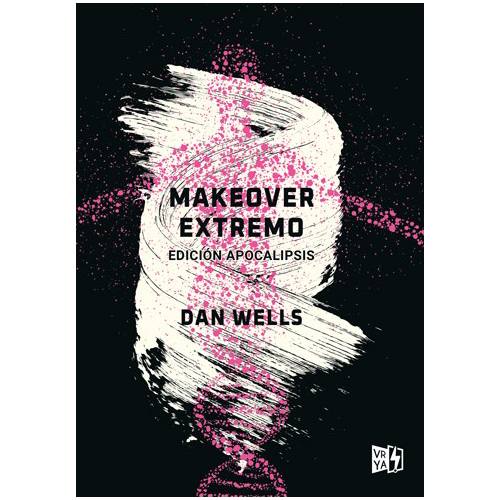 MAKEOVER
EXTREMO
EDICIÓN APOCALIPSIS
DAN WELLS
VR
YA